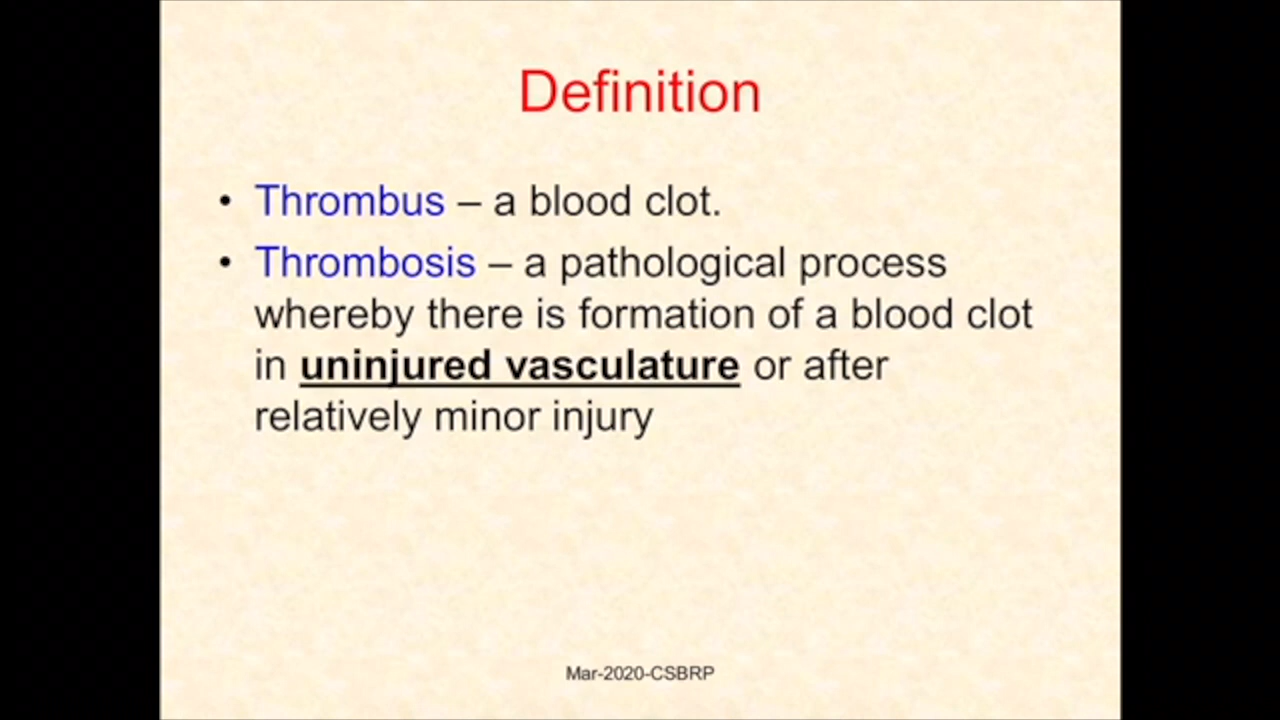 Definition
• Thrombus – a blood clot.
• Thrombosis – a pathological process
whereby there is formation of a blood clot
in uninjured vasculature or after
relatively minor injury
Mar-2020-CSBRP